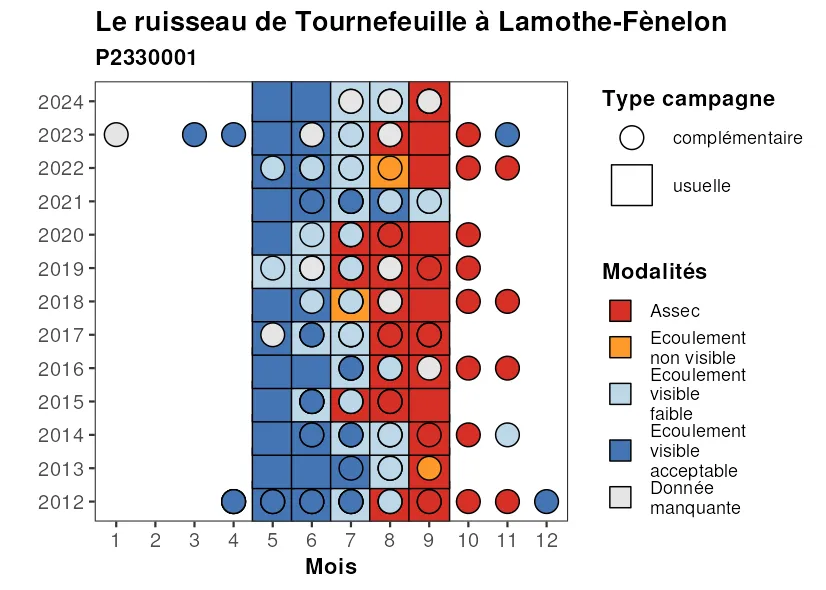 Le ruisseau de Tournefeuille à Lamothe-Fènelon
P2330001
2024
2023
2022
2021
2020
2019
2018
2017
2016
2015
2014
2013
2012
1 2 3 4 5 6 7 8 9 10 11 12
Mois
Type campagne
complémentaire
usuelle
Modalités
Assec
Ecoulement
non visible
Ecoulement
visible
faible
Ecoulement
visible
acceptable
Donnée
manquante